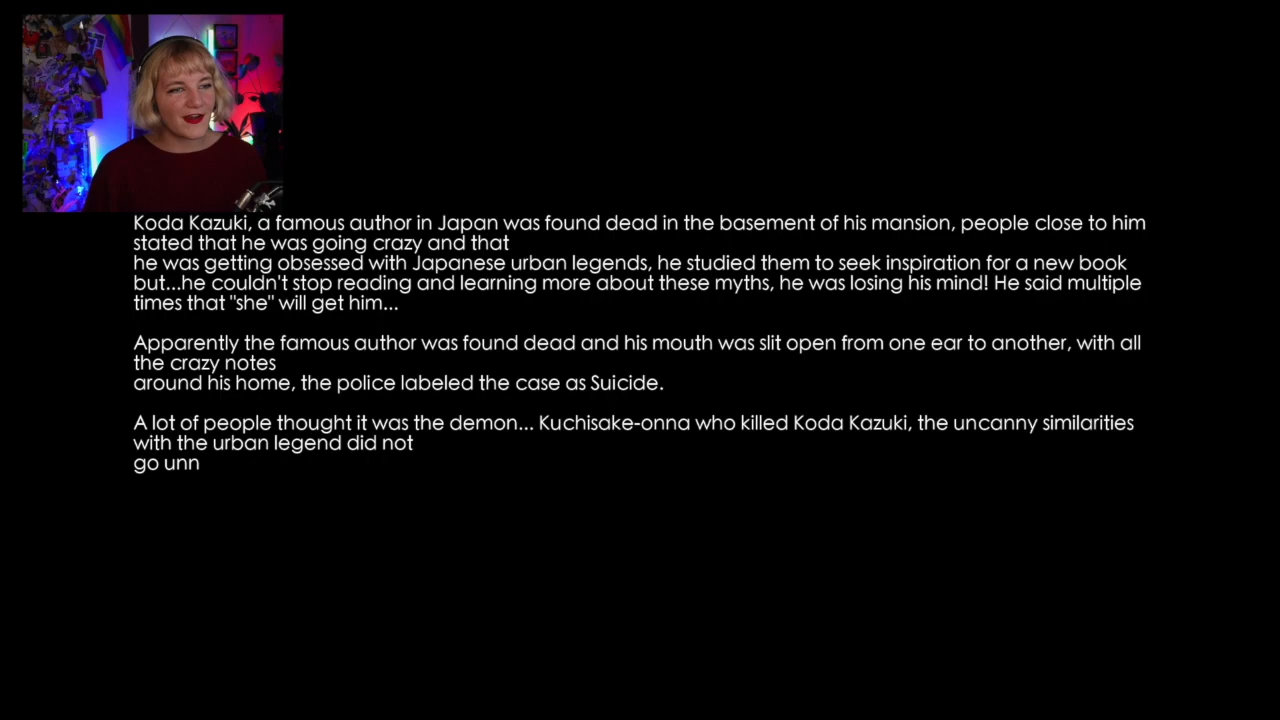 Koda Kazuki, a famous author in Japan was found dead in the basement of his mansion, people close to him
stated that he was going crazy and that
he was getting obsessed with Japanese urban legends, he studied them to seek inspiration for a new book
but...he couldn't stop reading and learning more about these myths, he was losing his mind! He said multiple
times that "she" will get him...
Apparently the famous author was found dead and his mouth was slit open from one ear to another, with all
the crazy notes
around his home, the police labeled the case as Suicide.
A lot of people thought it was the demon... Kuchisake-onna who killed Koda Kazuki, the uncanny similarities
with the urban legend did not
go unn